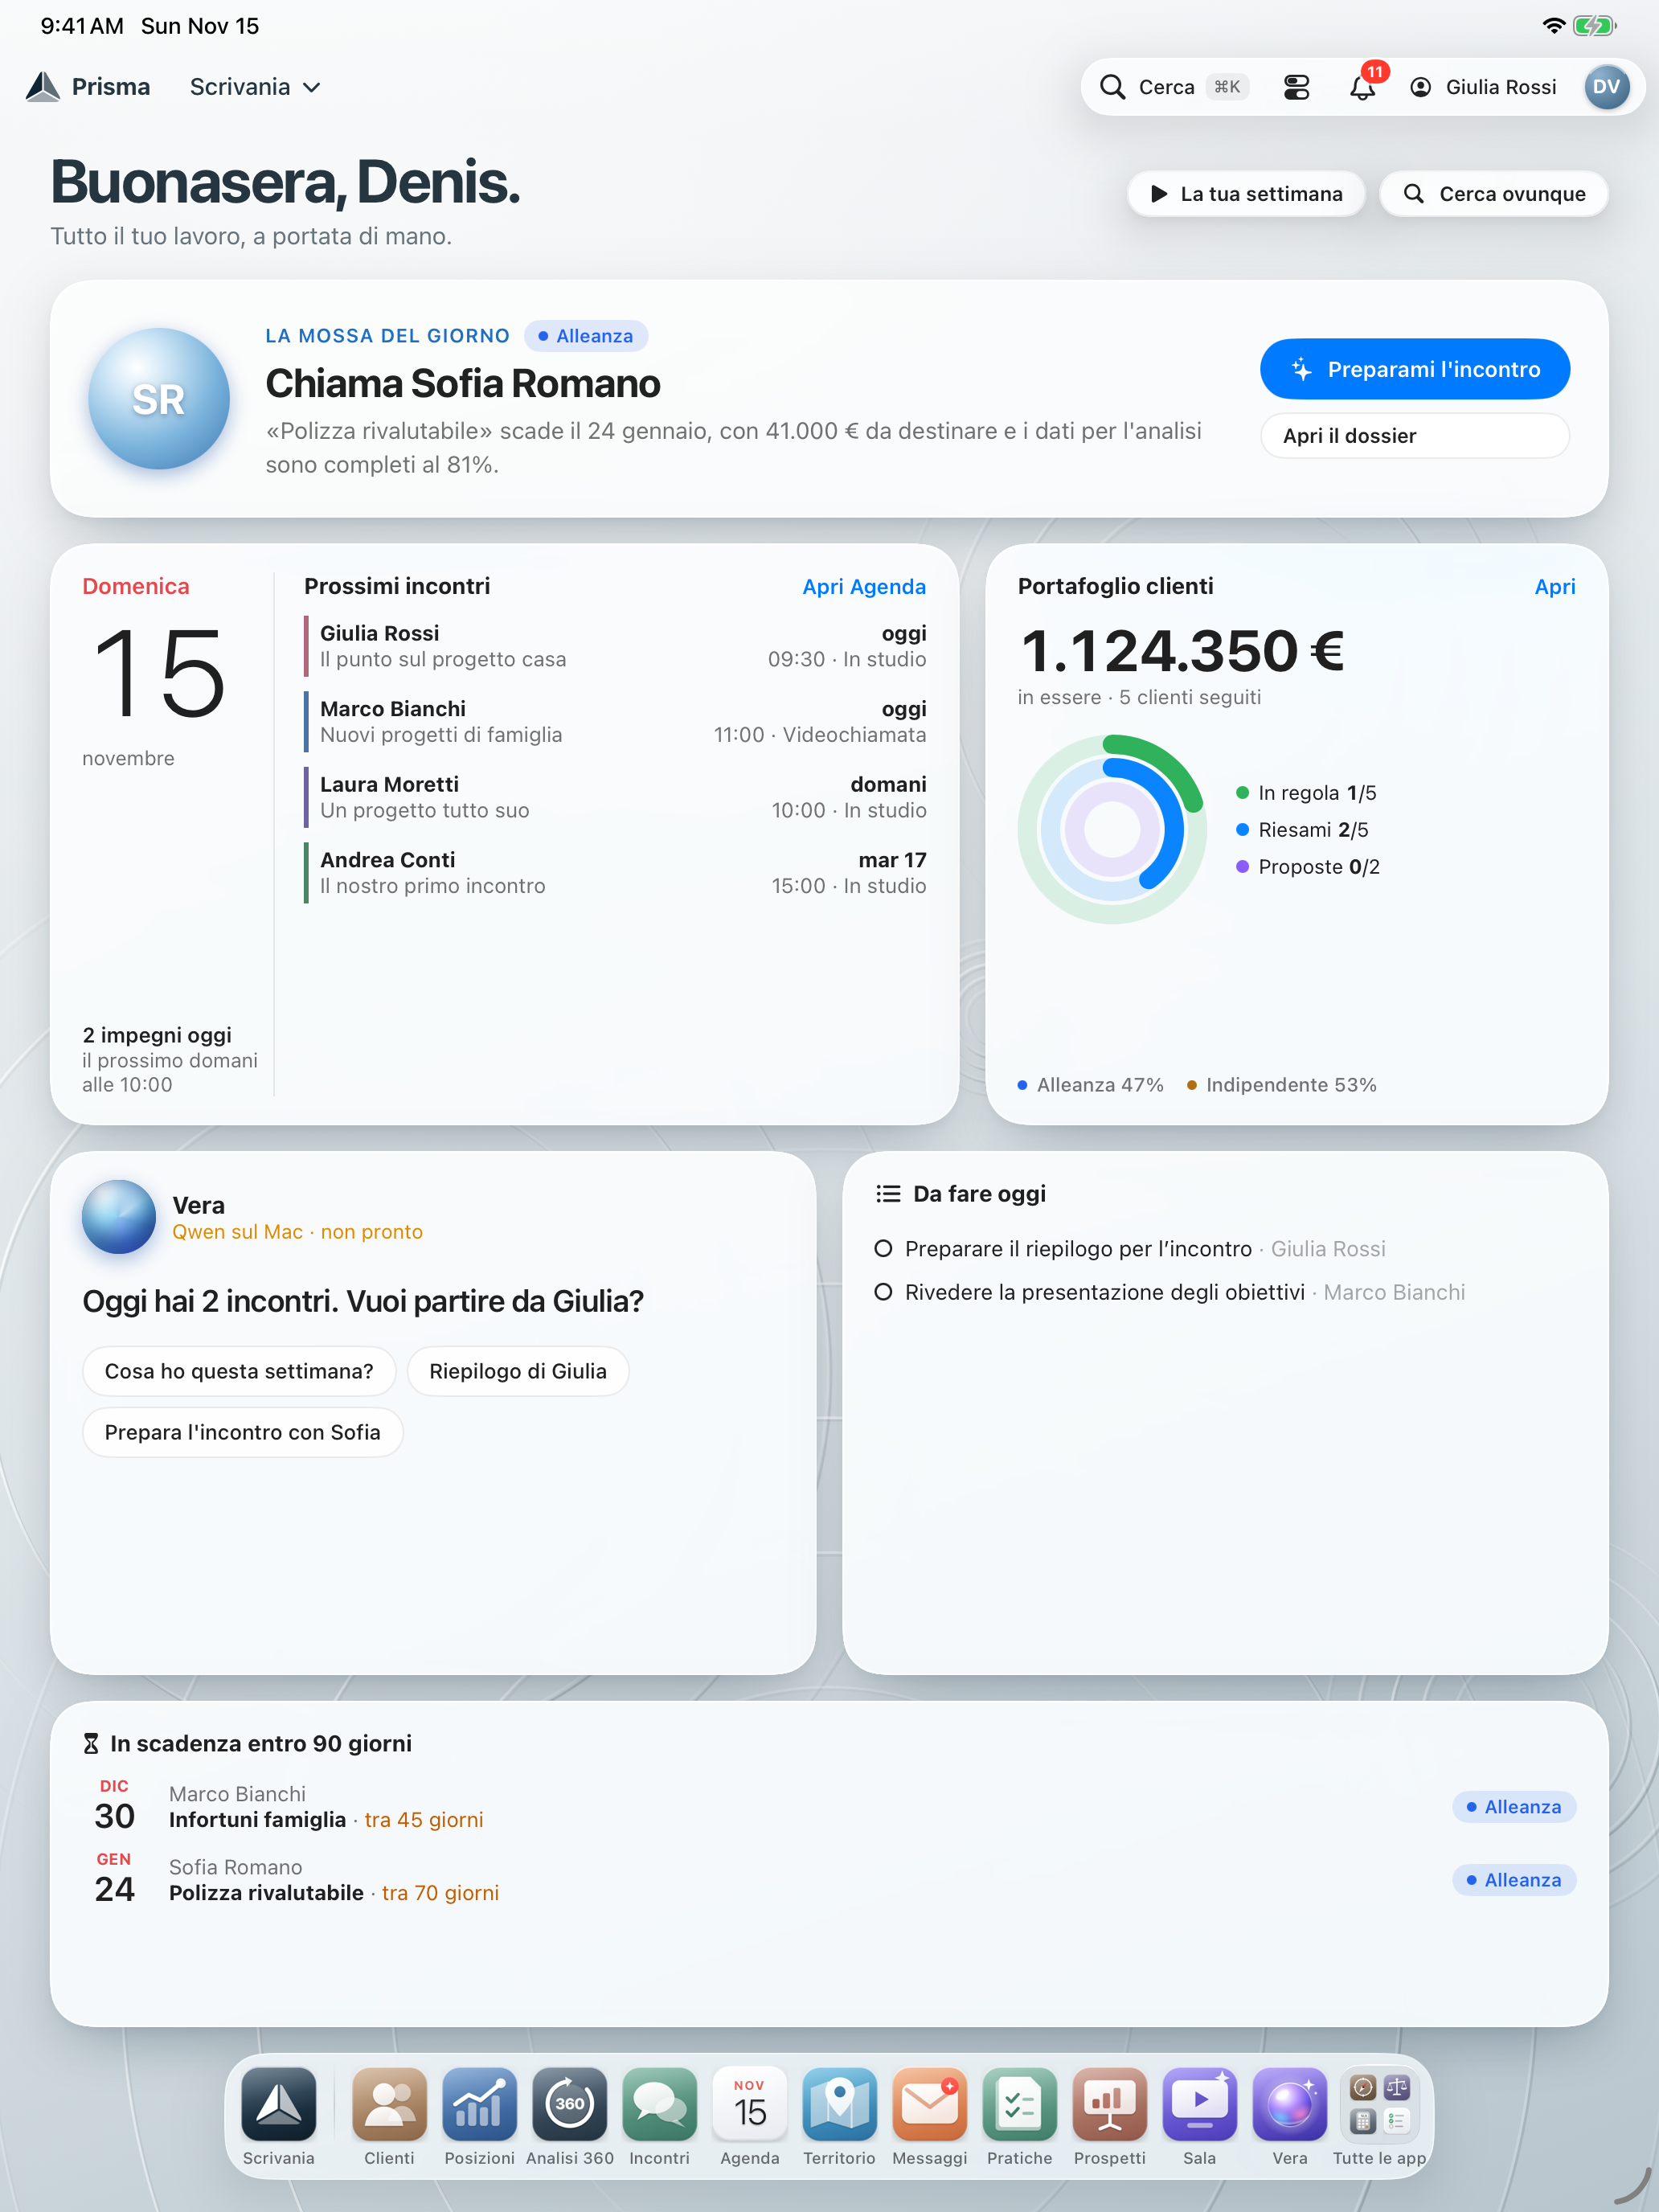 9:41 AM Sun Nov 15
Prisma Scrivania
Cerca ⌘K 11 Giulia Rossi DV
Buonasera, Denis.
Tutto il tuo lavoro, a portata di mano.
La tua settimana Cerca ovunque
SR
LA MOSSA DEL GIORNO Alleanza
Chiama Sofia Romano
«Polizza rivalutabile» scade il 24 gennaio, con 41.000 € da destinare e i dati per l'analisi
sono completi al 81%.
Preparami l'incontro
Apri il dossier
Domenica
15
novembre
2 impegni oggi
il prossimo domani
alle 10:00
Prossimi incontri Apri Agenda
Giulia Rossi oggi
Il punto sul progetto casa 09:30 · In studio
Marco Bianchi oggi
Nuovi progetti di famiglia 11:00 · Videochiamata
Laura Moretti domani
Un progetto tutto suo 10:00 · In studio
Andrea Conti mar 17
Il nostro primo incontro 15:00 · In studio
Portafoglio clienti Apri
1.124.350 €
in essere · 5 clienti seguiti
In regola 1/5
Riesami 2/5
Proposte 0/2
Alleanza 47% Indipendente 53%
Vera
Qwen sul Mac · non pronto
Oggi hai 2 incontri. Vuoi partire da Giulia?
Cosa ho questa settimana? Riepilogo di Giulia
Prepara l'incontro con Sofia
Da fare oggi
Preparare il riepilogo per l’incontro · Giulia Rossi
Rivedere la presentazione degli obiettivi · Marco Bianchi
In scadenza entro 90 giorni
DIC
30
Marco Bianchi
Infortuni famiglia · tra 45 giorni
Alleanza
GEN
24
Sofia Romano
Polizza rivalutabile · tra 70 giorni
Alleanza
360
NOV
15
Scrivania Clienti Posizioni Analisi 360 Incontri Agenda Territorio Messaggi Pratiche Prospetti Sala Vera Tutte le app